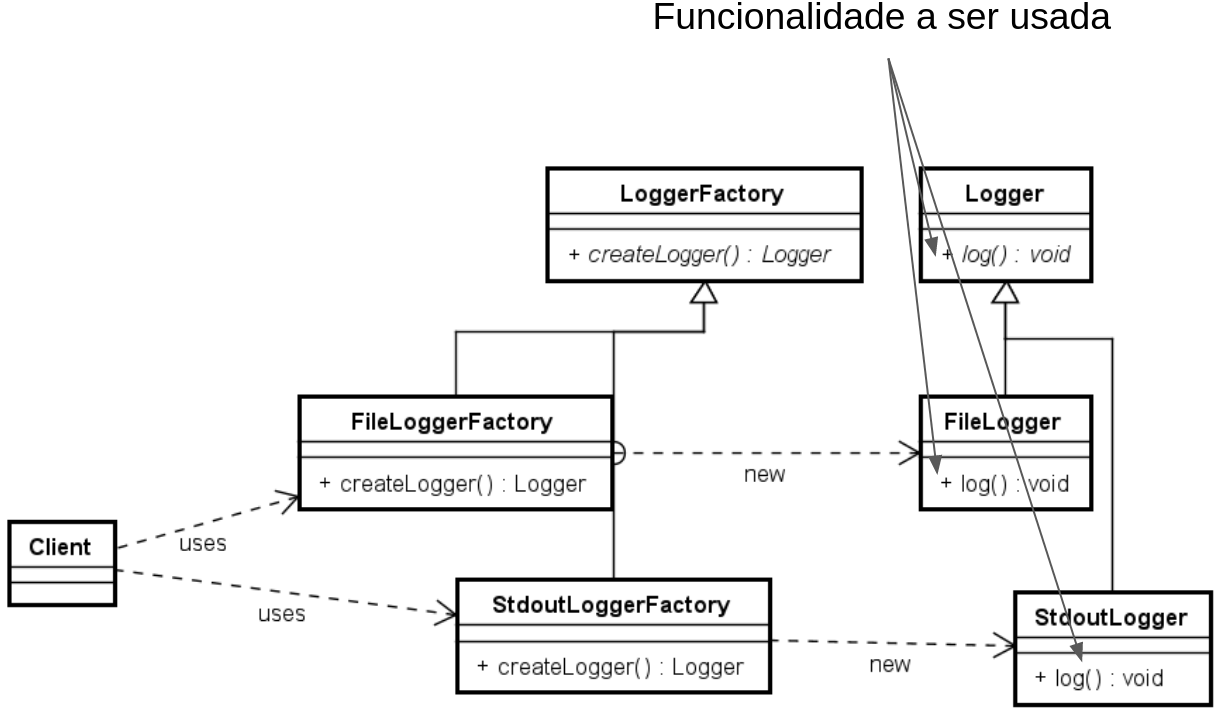 Funcionalidade a ser usada
LoggerFactory
+ createLogger() : Logger
Logger
+ log() : void
FileLoggerFactory
+ createLogger() : Logger
new
FileLogger
+ log() : void
Client
uses
uses
StdoutLoggerFactory
+ createLogger() : Logger
new
StdoutLogger
+ log() : void